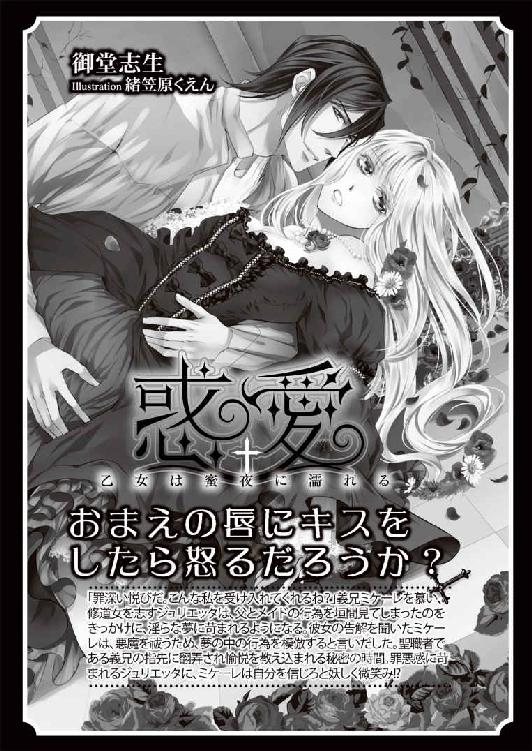 御堂志生
Illustration 緒笠原くえん
惑愛
乙女は蜜夜に濡れる
おまえの唇にキスを
したら怒るだろうか？
「罪深い悦びだ。こんな私を受け入れてくれるね？」義兄ミケーレを慕い、
修道女を志すジュリエッタは、父とメイドの行為を垣間見てしまったのを
きっかけに、淫らな夢に苛まれるようになる。彼女の告解を聞いたミケー
レは、悪魔を祓うため、夢の中の行為を模倣すると言いだした。聖職者で
ある義兄の指先に翻弄され愉悦を教え込まれる秘密の時間。罪悪感に苛
まれるジュリエッタに、ミケーレは自分を信じろと妖しく微笑み!?